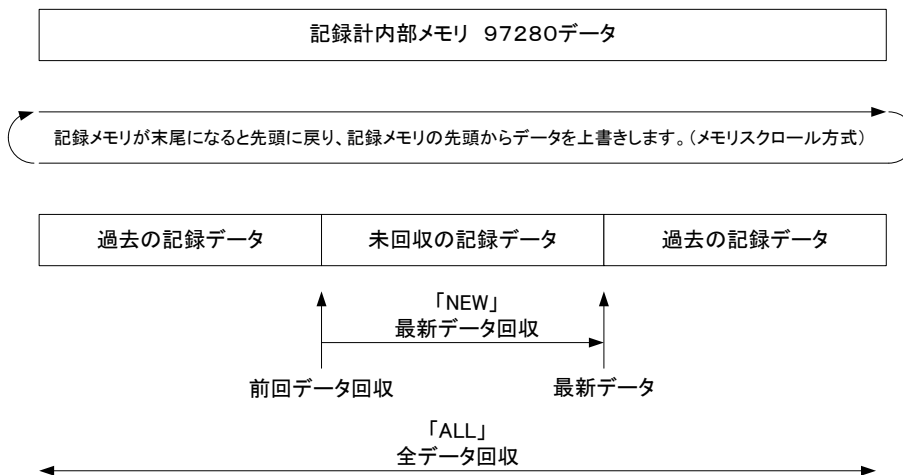 記録計内部メモリ 97280データ
記録メモリが末尾になると先頭に戻り、記録メモリの先頭からデータを上書きします。(メモリスクロール方式)
過去の記録データ 未回収の記録データ 過去の記録データ
「NEW」
最新データ回収
前回データ回収 最新データ
「ALL」
全データ回収